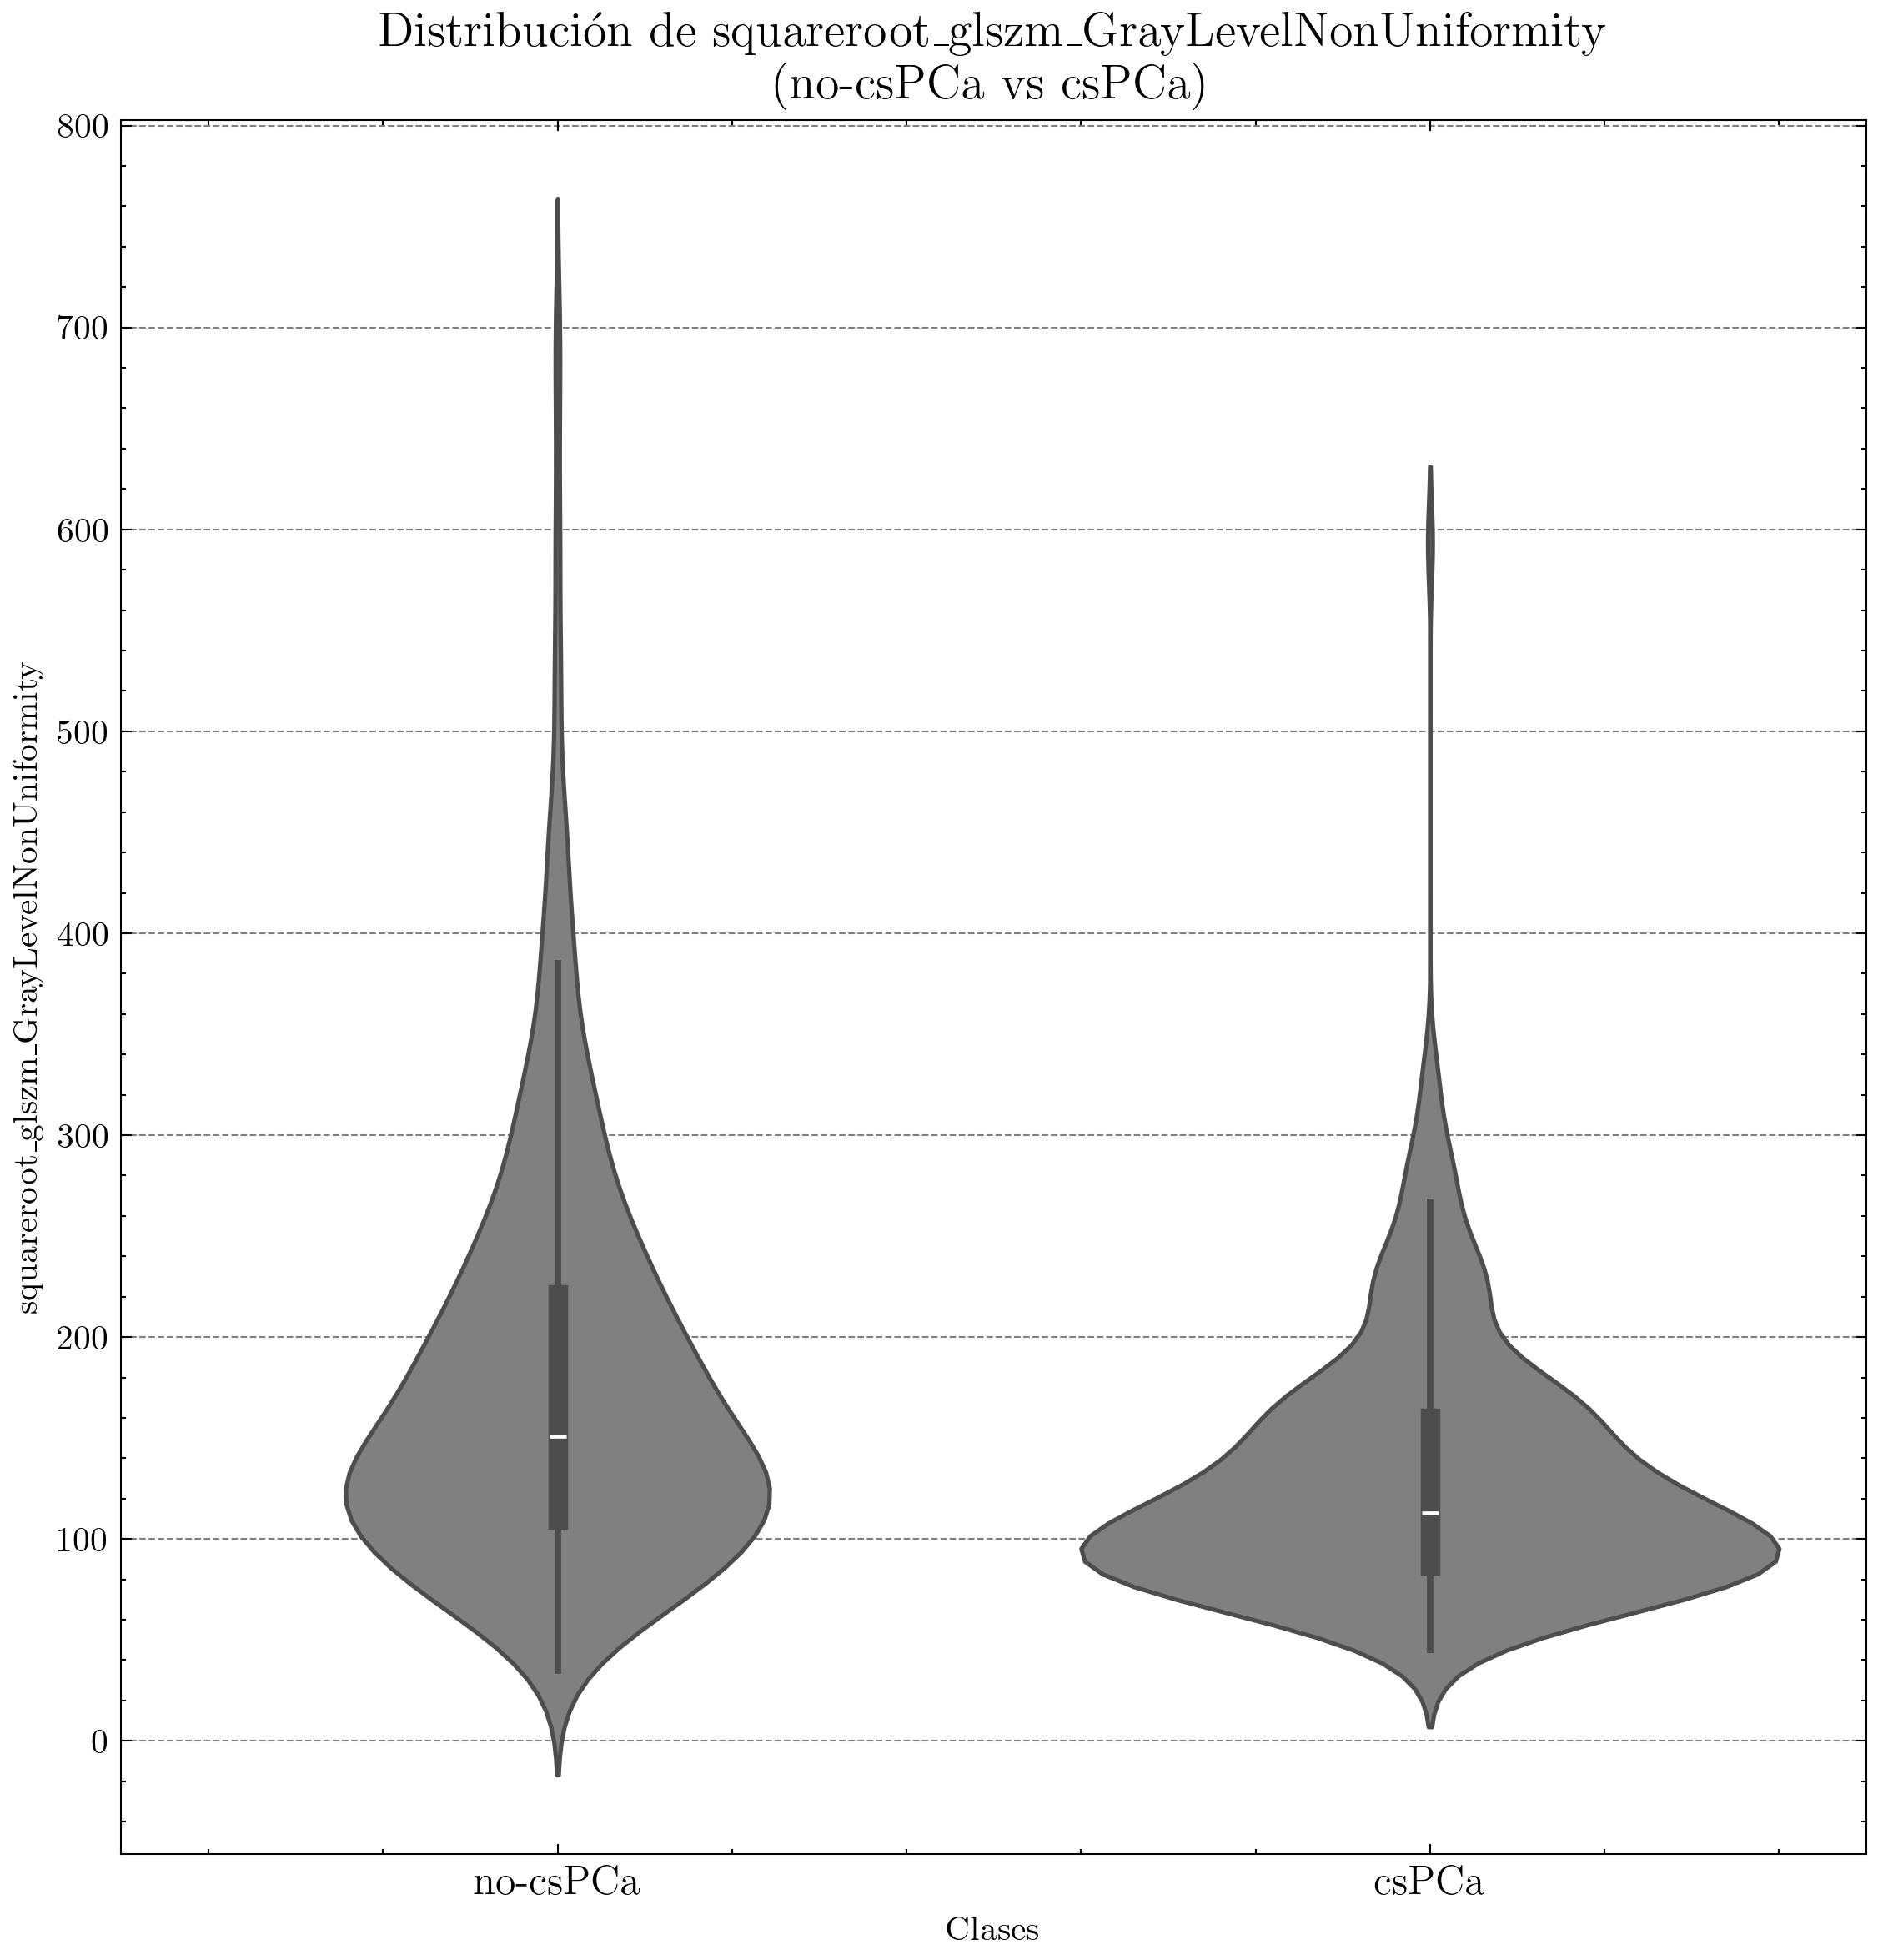 Distribución de squareroot_glszm_GrayLevelNonUniformity
(no-csPCa vs csPCa)
squareroot_glszm_GrayLevelNonUniformity
800
700
600
500
400
300
200
100
0
no-csPCa
csPCa
Clases